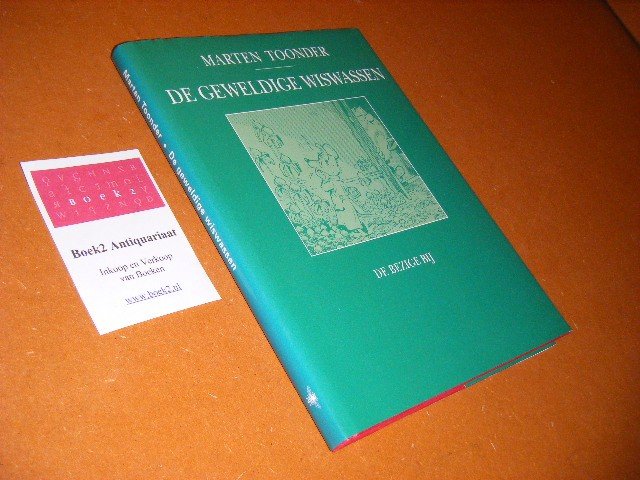 MARTEN TOONDER
DE GEWELDIGE WISWASSEN
DE BEZIGE BIJ
Marten Toonder • De geweldige wiswassen
BOEK2
Boek2 Antiquariaat
Inkoop en Verkoop
van Boeken
www.boek2.nl